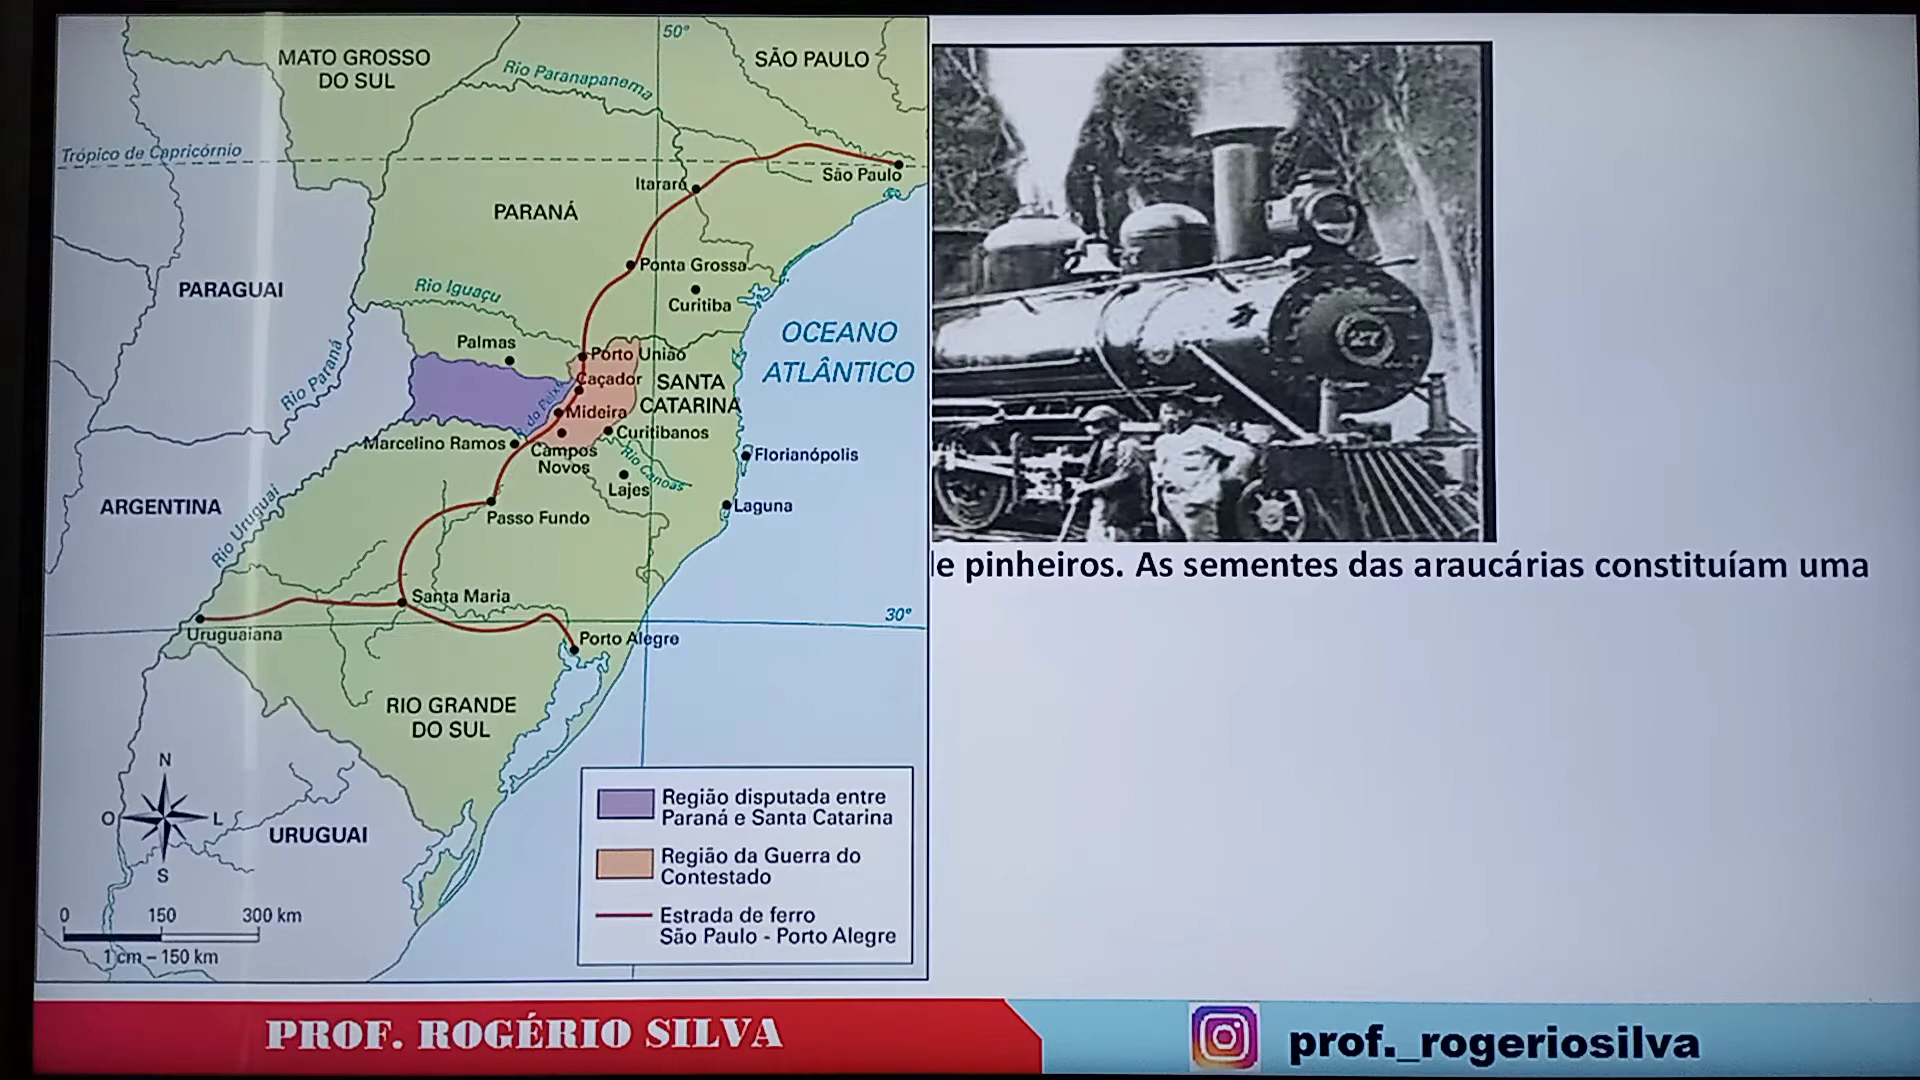 50°
MATO GROSSO
DO SUL
SÃO PAULO
Rio Paranapanema
Trópico de Capricórnio
São Paulo
Itararé
PARANÁ
Ponta Grossa
PARAGUAI
Rio Iguaçu
Curitiba
OCEANO
ATLÂNTICO
Palmas
Porto União
Rio Paraná
Caçador
SANTA
CATARINA
R. do Peixe
Mideira
Marcelino Ramos
Curitibanos
Campos
Novos
Rio Canoas
Florianópolis
Lajes
ARGENTINA
Laguna
Rio Uruguai
Passo Fundo
Santa Maria
30°
Uruguaiana
Porto Alegre
RIO GRANDE
DO SUL
N
O
L
S
URUGUAI
0 150 300 km
1 cm – 150 km
Região disputada entre
Paraná e Santa Catarina
Região da Guerra do
Contestado
Estrada de ferro
São Paulo - Porto Alegre
27
e pinheiros. As sementes das araucárias constituíam uma
PROF. ROGÉRIO SILVA
prof._rogeriosilva